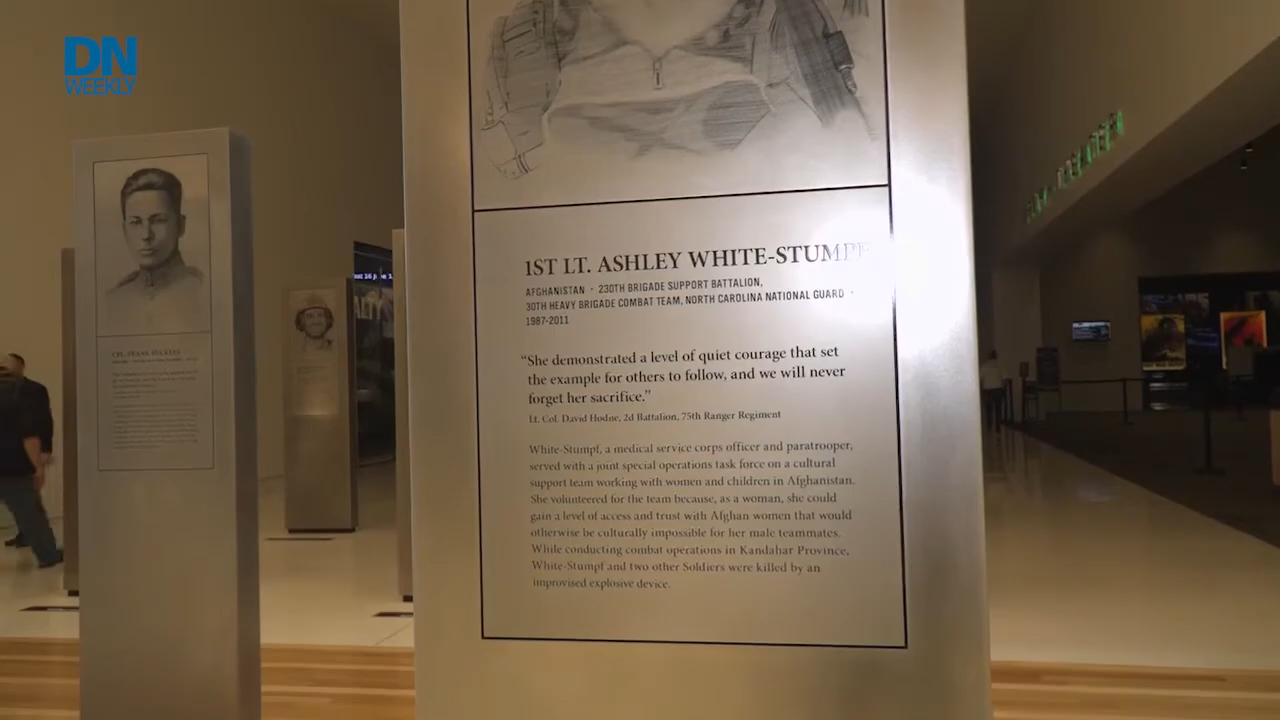 DN
WEEKLY
1ST LT. ASHLEY WHITE-STUMPF
AFGHANISTAN · 230TH BRIGADE SUPPORT BATTALION,
30TH HEAVY BRIGADE COMBAT TEAM, NORTH CAROLINA NATIONAL GUARD ·
1987-2011
“She demonstrated a level of quiet courage that set
the example for others to follow, and we will never
forget her sacrifice.”
Lt. Col. David Hodne, 2d Battalion, 75th Ranger Regiment
White-Stumpf, a medical service corps officer and paratrooper,
served with a joint special operations task force on a cultural
support team working with women and children in Afghanistan.
She volunteered for the team because, as a woman, she could
gain a level of access and trust with Afghan women that would
otherwise be culturally impossible for her male teammates.
While conducting combat operations in Kandahar Province,
White-Stumpf and two other Soldiers were killed by an
improvised explosive device.